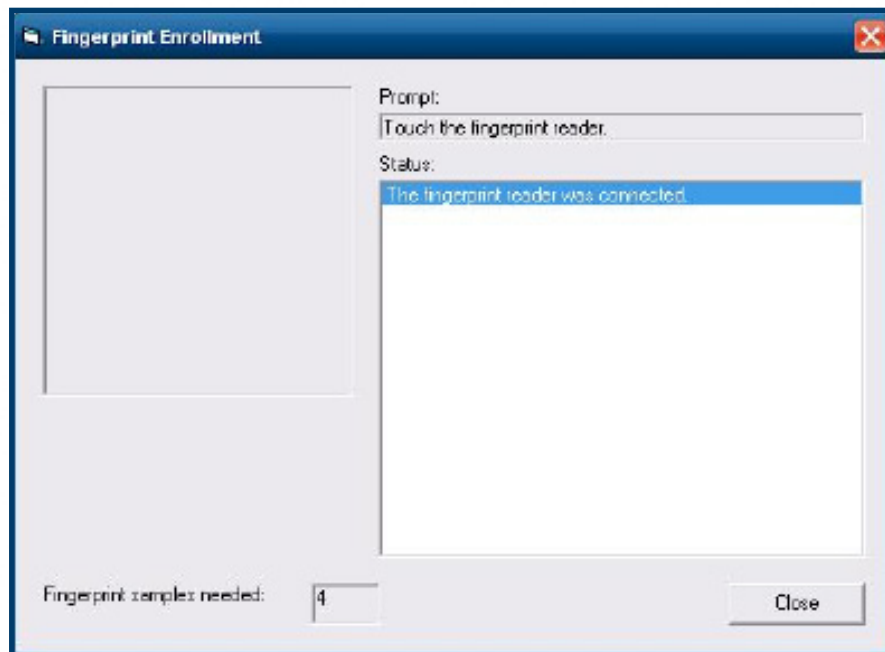 Fingerprint Enrollment
Prompt:
Touch the fingerprint reader.
Status:
The fingerprint reader was connected.
Fingerprint samples needed:
4
Close